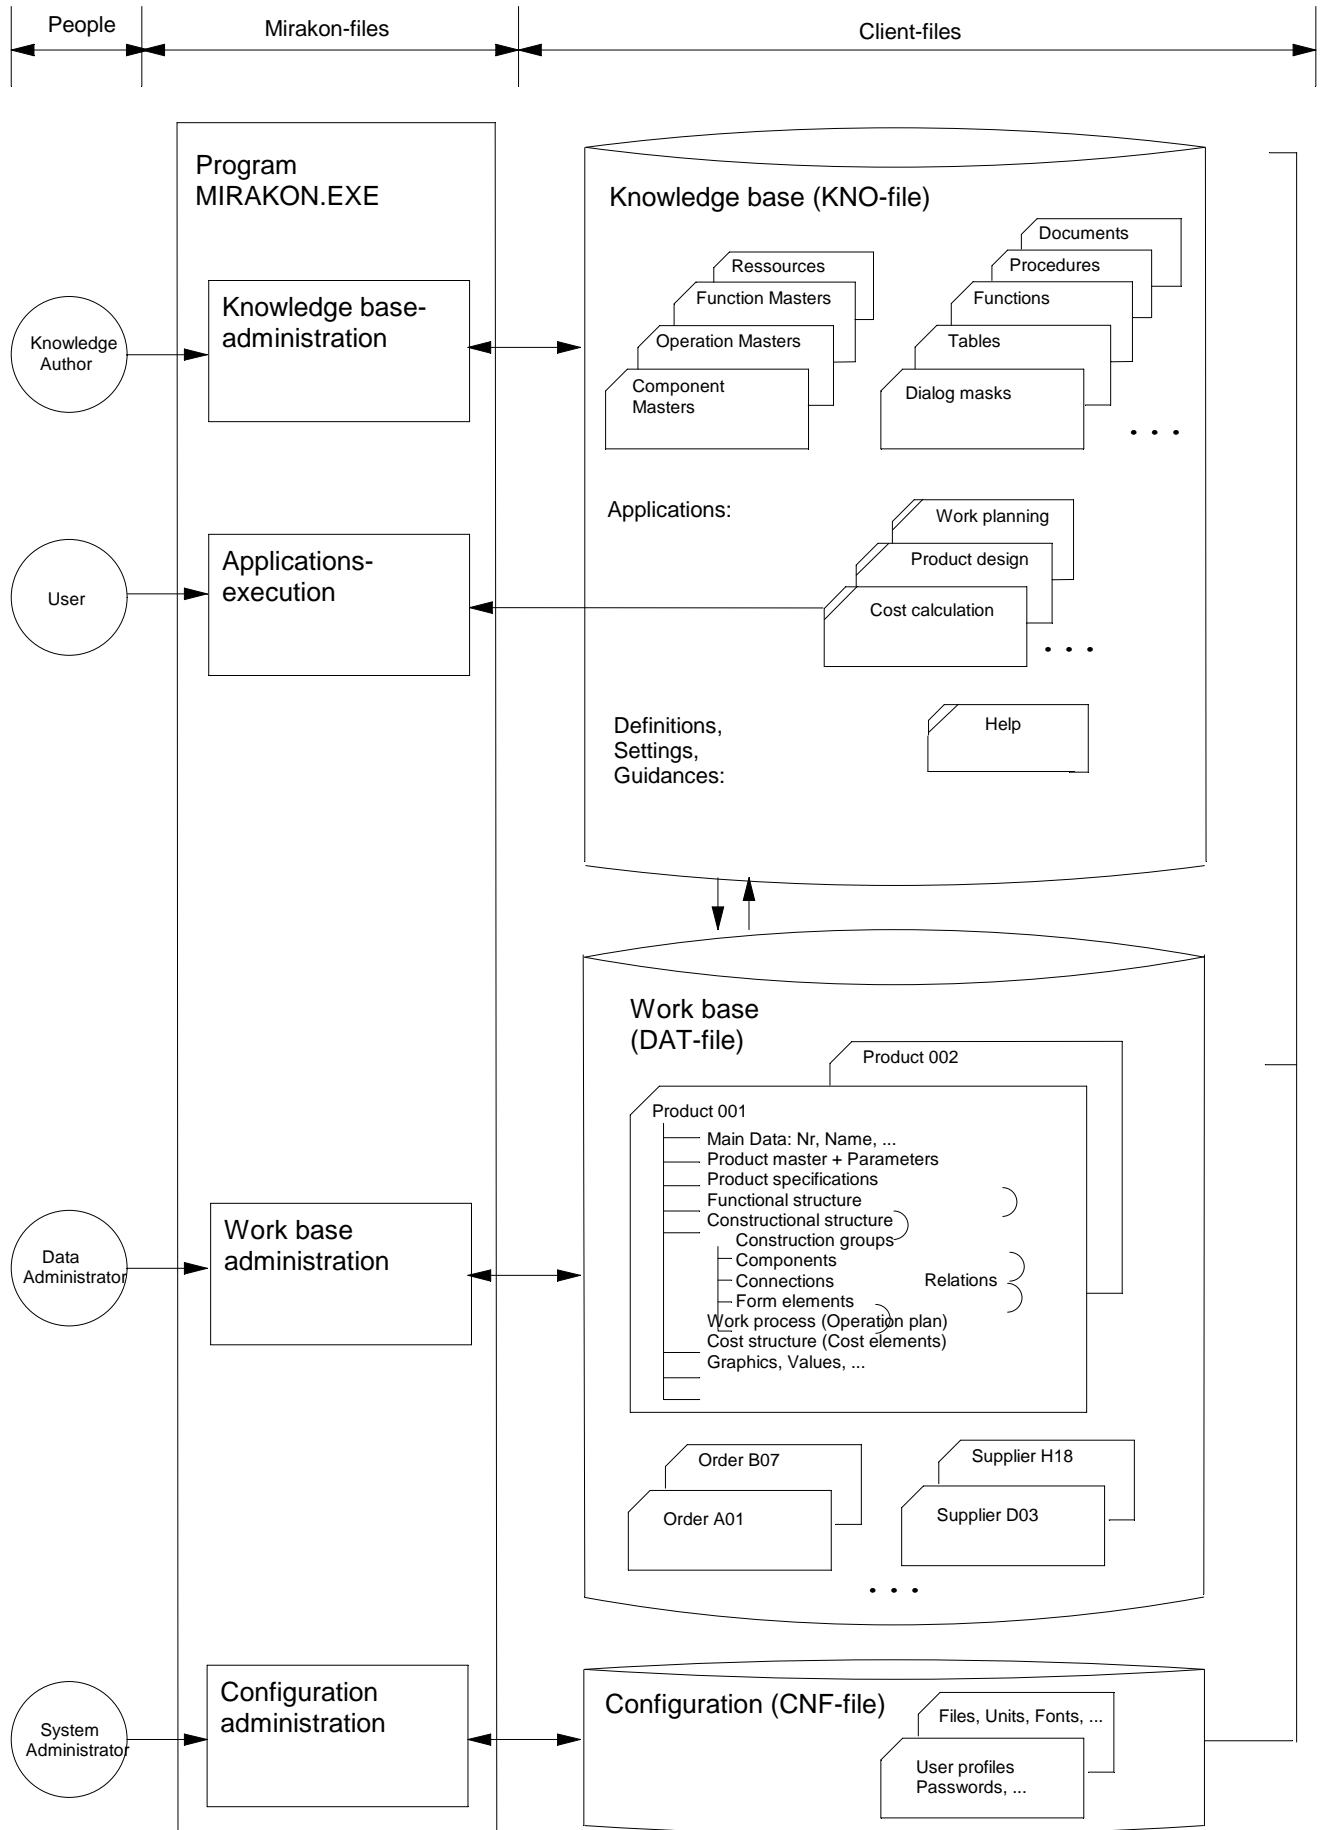 People
Mirakon-files
Client-files
Program
MIRAKON.EXE
Knowledge base (KNO-file)
Documents
Procedures
Functions
Tables
Dialog masks
Ressources
Function Masters
Operation Masters
Component
Masters
. . .
Knowledge
Author
Knowledge base-
administration
Applications:
Work planning
Product design
Cost calculation
. . .
User
Applications-
execution
Definitions,
Settings,
Guidances:
Help
Work base
(DAT-file)
Product 002
Product 001
Main Data: Nr, Name, ...
Product master + Parameters
Product specifications
Functional structure
Constructional structure
Construction groups
Components
Connections
Form elements
Relations
Work process (Operation plan)
Cost structure (Cost elements)
Graphics, Values, ...
Data
Administrator
Work base
administration
Order B07
Order A01
Supplier H18
Supplier D03
. . .
System
Administrator
Configuration
administration
Configuration (CNF-file)
Files, Units, Fonts, ...
User profiles
Passwords, ...